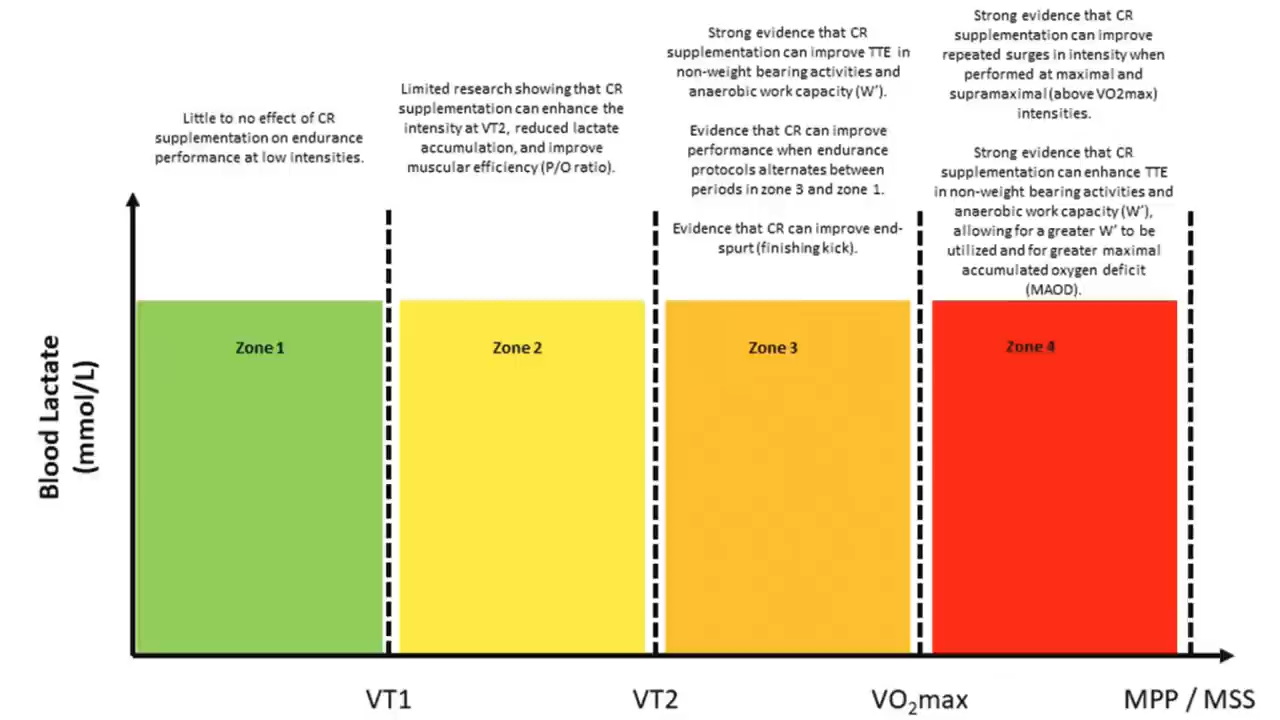 Little to no effect of CR
supplementation on endurance
performance at low intensities.
Limited research showing that CR
supplementation can enhance the
intensity at VT2, reduced lactate
accumulation, and improve
muscular efficiency (P/O ratio).
Strong evidence that CR
supplementation can improve TTE in
non-weight bearing activities and
anaerobic work capacity (W’).
Evidence that CR can improve
performance when endurance
protocols alternates between
periods in zone 3 and zone 1.
Evidence that CR can improve end-
spurt (finishing kick).
Strong evidence that CR
supplementation can improve
repeated surges in intensity when
performed at maximal and
supramaximal (above VO2max)
intensities.
Strong evidence that CR
supplementation can enhance TTE
in non-weight bearing activities and
anaerobic work capacity (W’),
allowing for a greater W’ to be
utilized and for greater maximal
accumulated oxygen deficit
(MAOD).
Blood Lactate
(mmol/L)
Zone 1
Zone 2
Zone 3
Zone 4
VT1
VT2
VO₂max
MPP / MSS